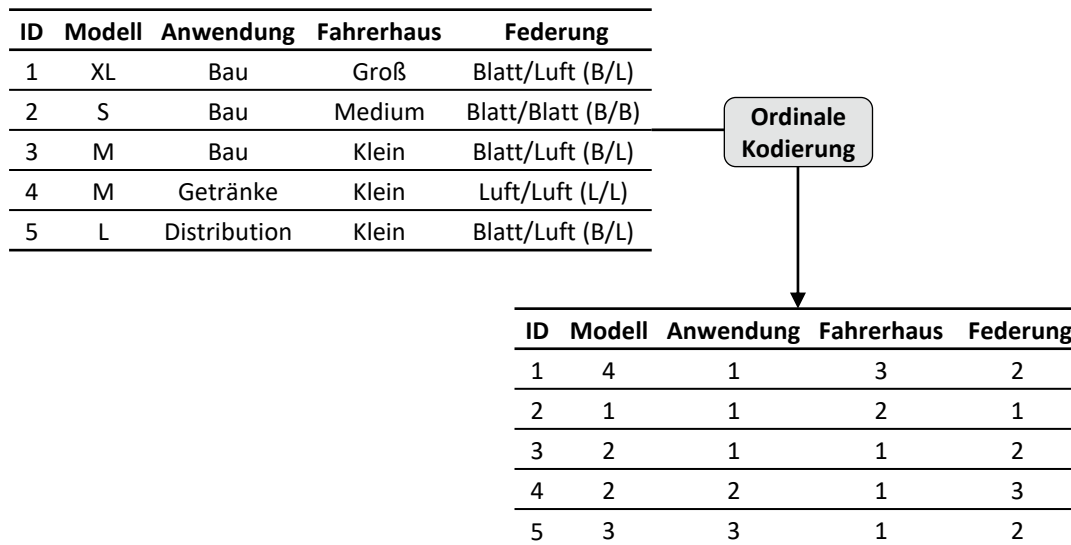 ID Modell Anwendung Fahrerhaus Federung
1 XL Bau Groß Blatt/Luft (B/L)
2 S Bau Medium Blatt/Blatt (B/B)
3 M Bau Klein Blatt/Luft (B/L)
4 M Getränke Klein Luft/Luft (L/L)
5 L Distribution Klein Blatt/Luft (B/L)
Ordinale
Kodierung
ID Modell Anwendung Fahrerhaus Federung
1 4 1 3 2
2 1 1 2 1
3 2 1 1 2
4 2 2 1 3
5 3 3 1 2